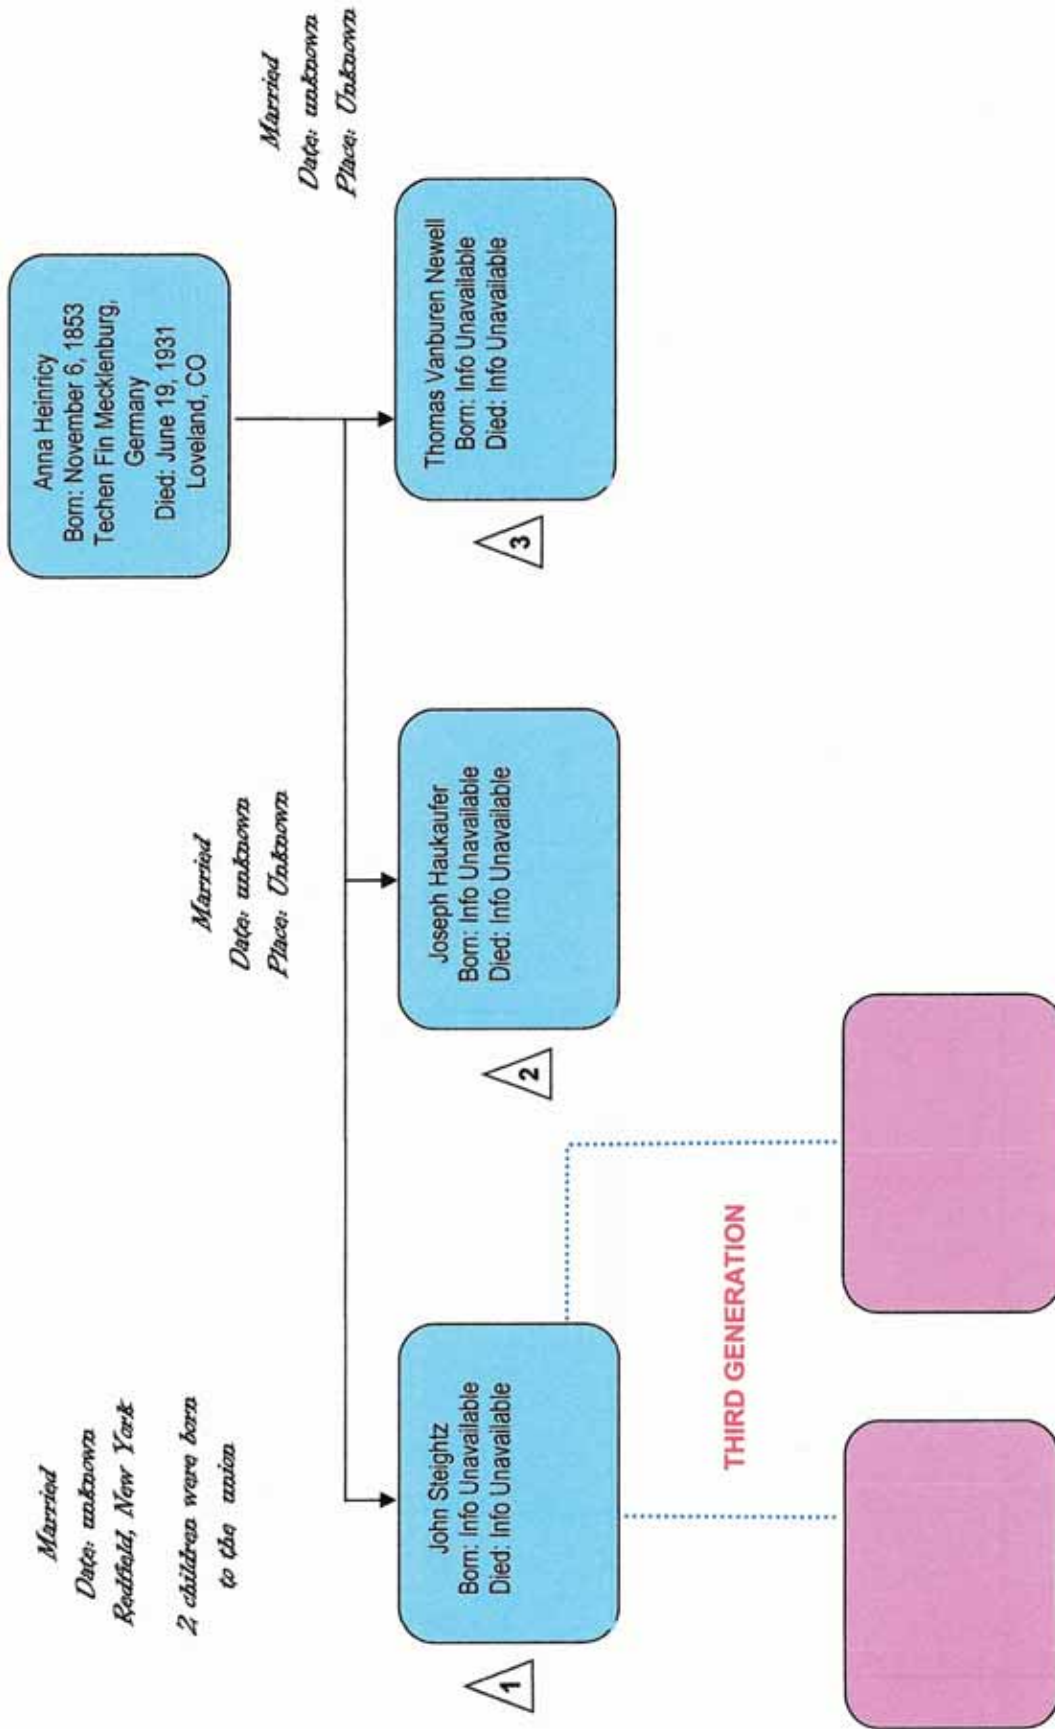 Anna Heinricy
Born: November 6, 1853
Techen Fin Mecklenburg,
Germany
Died: June 19, 1931
Loveland, CO
Married
Date: unknown
Redfield, New York
2 children were born
to the union
Married
Date: unknown
Place: Unknown
Married
Date: unknown
Place: Unknown
1
John Steightz
Born: Info Unavailable
Died: Info Unavailable
2
Joseph Haukaufer
Born: Info Unavailable
Died: Info Unavailable
3
Thomas Vanburen Newell
Born: Info Unavailable
Died: Info Unavailable
THIRD GENERATION